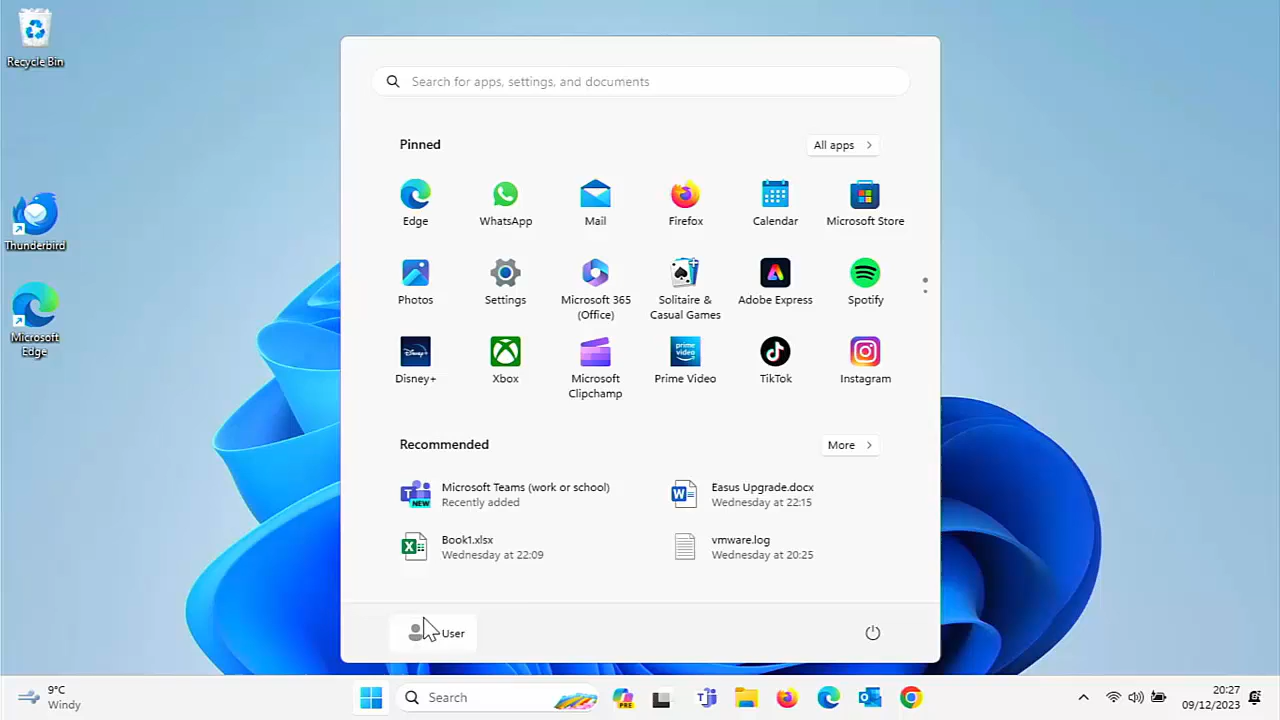 Recycle Bin
Thunderbird
Microsoft
Edge
Search for apps, settings, and documents
Pinned
All apps
Edge
WhatsApp
Mail
Firefox
Calendar
Microsoft Store
Photos
Settings
Microsoft 365
(Office)
Solitaire &
Casual Games
Adobe Express
Spotify
Disney+
Xbox
Microsoft
Clipchamp
prime
video
Prime Video
TikTok
Instagram
Recommended
More
NEW
Microsoft Teams (work or school)
Recently added
Easus Upgrade.docx
Wednesday at 22:15
Book1.xlsx
Wednesday at 22:09
vmware.log
Wednesday at 20:25
User
9°C
Windy
Search
PRE
20:27
09/12/2023